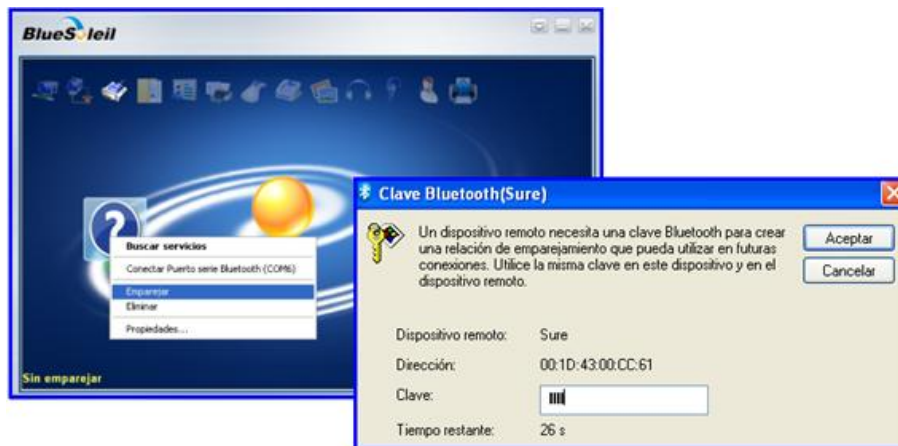 BlueSoleil
Buscar servicios
Conectar Puerto serie Bluetooth (COM6)
Emparejar
Eliminar
Propiedades...
Sin emparejar
Clave Bluetooth(Sure)
Un dispositivo remoto necesita una clave Bluetooth para crear
una relación de emparejamiento que pueda utilizar en futuras
conexiones. Utilice la misma clave en este dispositivo y en el
dispositivo remoto.
Aceptar
Cancelar
Dispositivo remoto: Sure
Dirección: 00:1D:43:00:CC:61
Clave:
Tiempo restante: 26 s